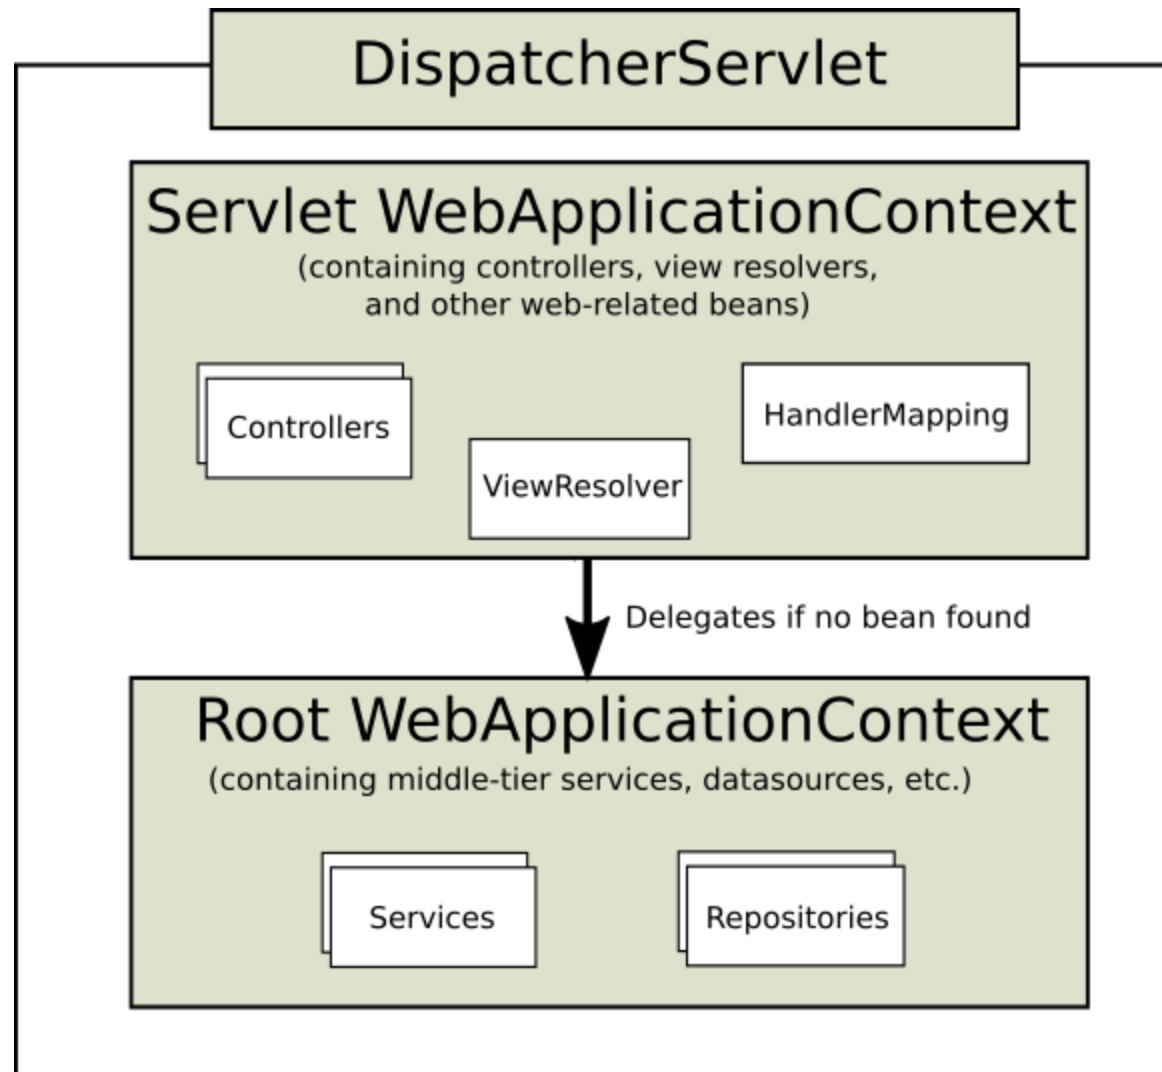 DispatcherServlet
Servlet WebApplicationContext
(containing controllers, view resolvers,
and other web-related beans)
Controllers
HandlerMapping
ViewResolver
Delegates if no bean found
Root WebApplicationContext
(containing middle-tier services, datasources, etc.)
Services
Repositories